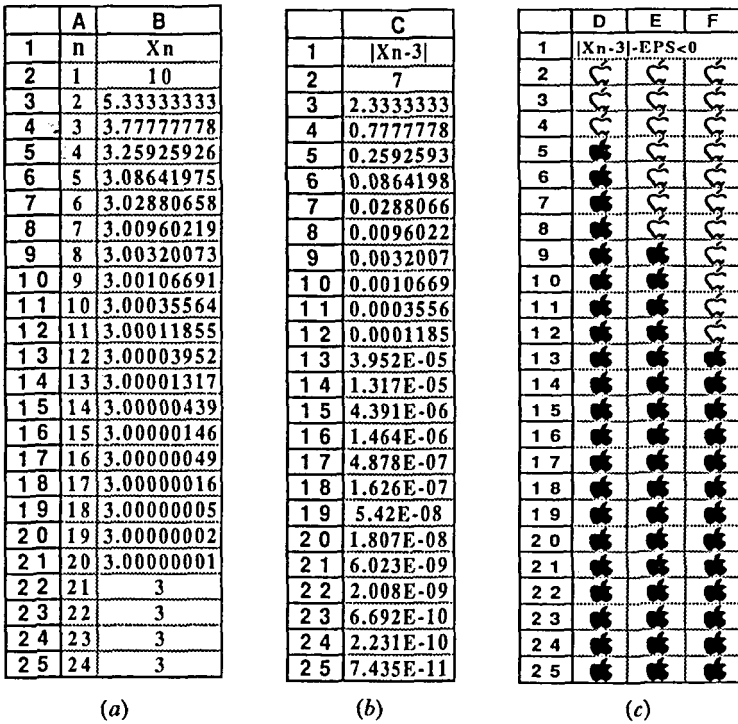 A B
1 n Xn
2 1 10
3 2 5.33333333
4 3 3.77777778
5 4 3.25925926
6 5 3.08641975
7 6 3.02880658
8 7 3.00960219
9 8 3.00320073
10 9 3.00106691
11 10 3.00035564
12 11 3.00011855
13 12 3.00003952
14 13 3.00001317
15 14 3.00000439
16 15 3.00000146
17 16 3.00000049
18 17 3.00000016
19 18 3.00000005
20 19 3.00000002
21 20 3.00000001
22 21 3
23 22 3
24 23 3
25 24 3
(a)
C
1 |Xn-3|
2 7
3 2.3333333
4 0.7777778
5 0.2592593
6 0.0864198
7 0.0288066
8 0.0096022
9 0.0032007
10 0.0010669
11 0.0003556
12 0.0001185
13 3.952E-05
14 1.317E-05
15 4.391E-06
16 1.464E-06
17 4.878E-07
18 1.626E-07
19 5.42E-08
20 1.807E-08
21 6.023E-09
22 2.008E-09
23 6.692E-10
24 2.231E-10
25 7.435E-11
(b)
D E F
1 |Xn-3|-EPS<0
2
3
4
5
6
7
8
9
10
11
12
13
14
15
16
17
18
19
20
21
22
23
24
25
(c)